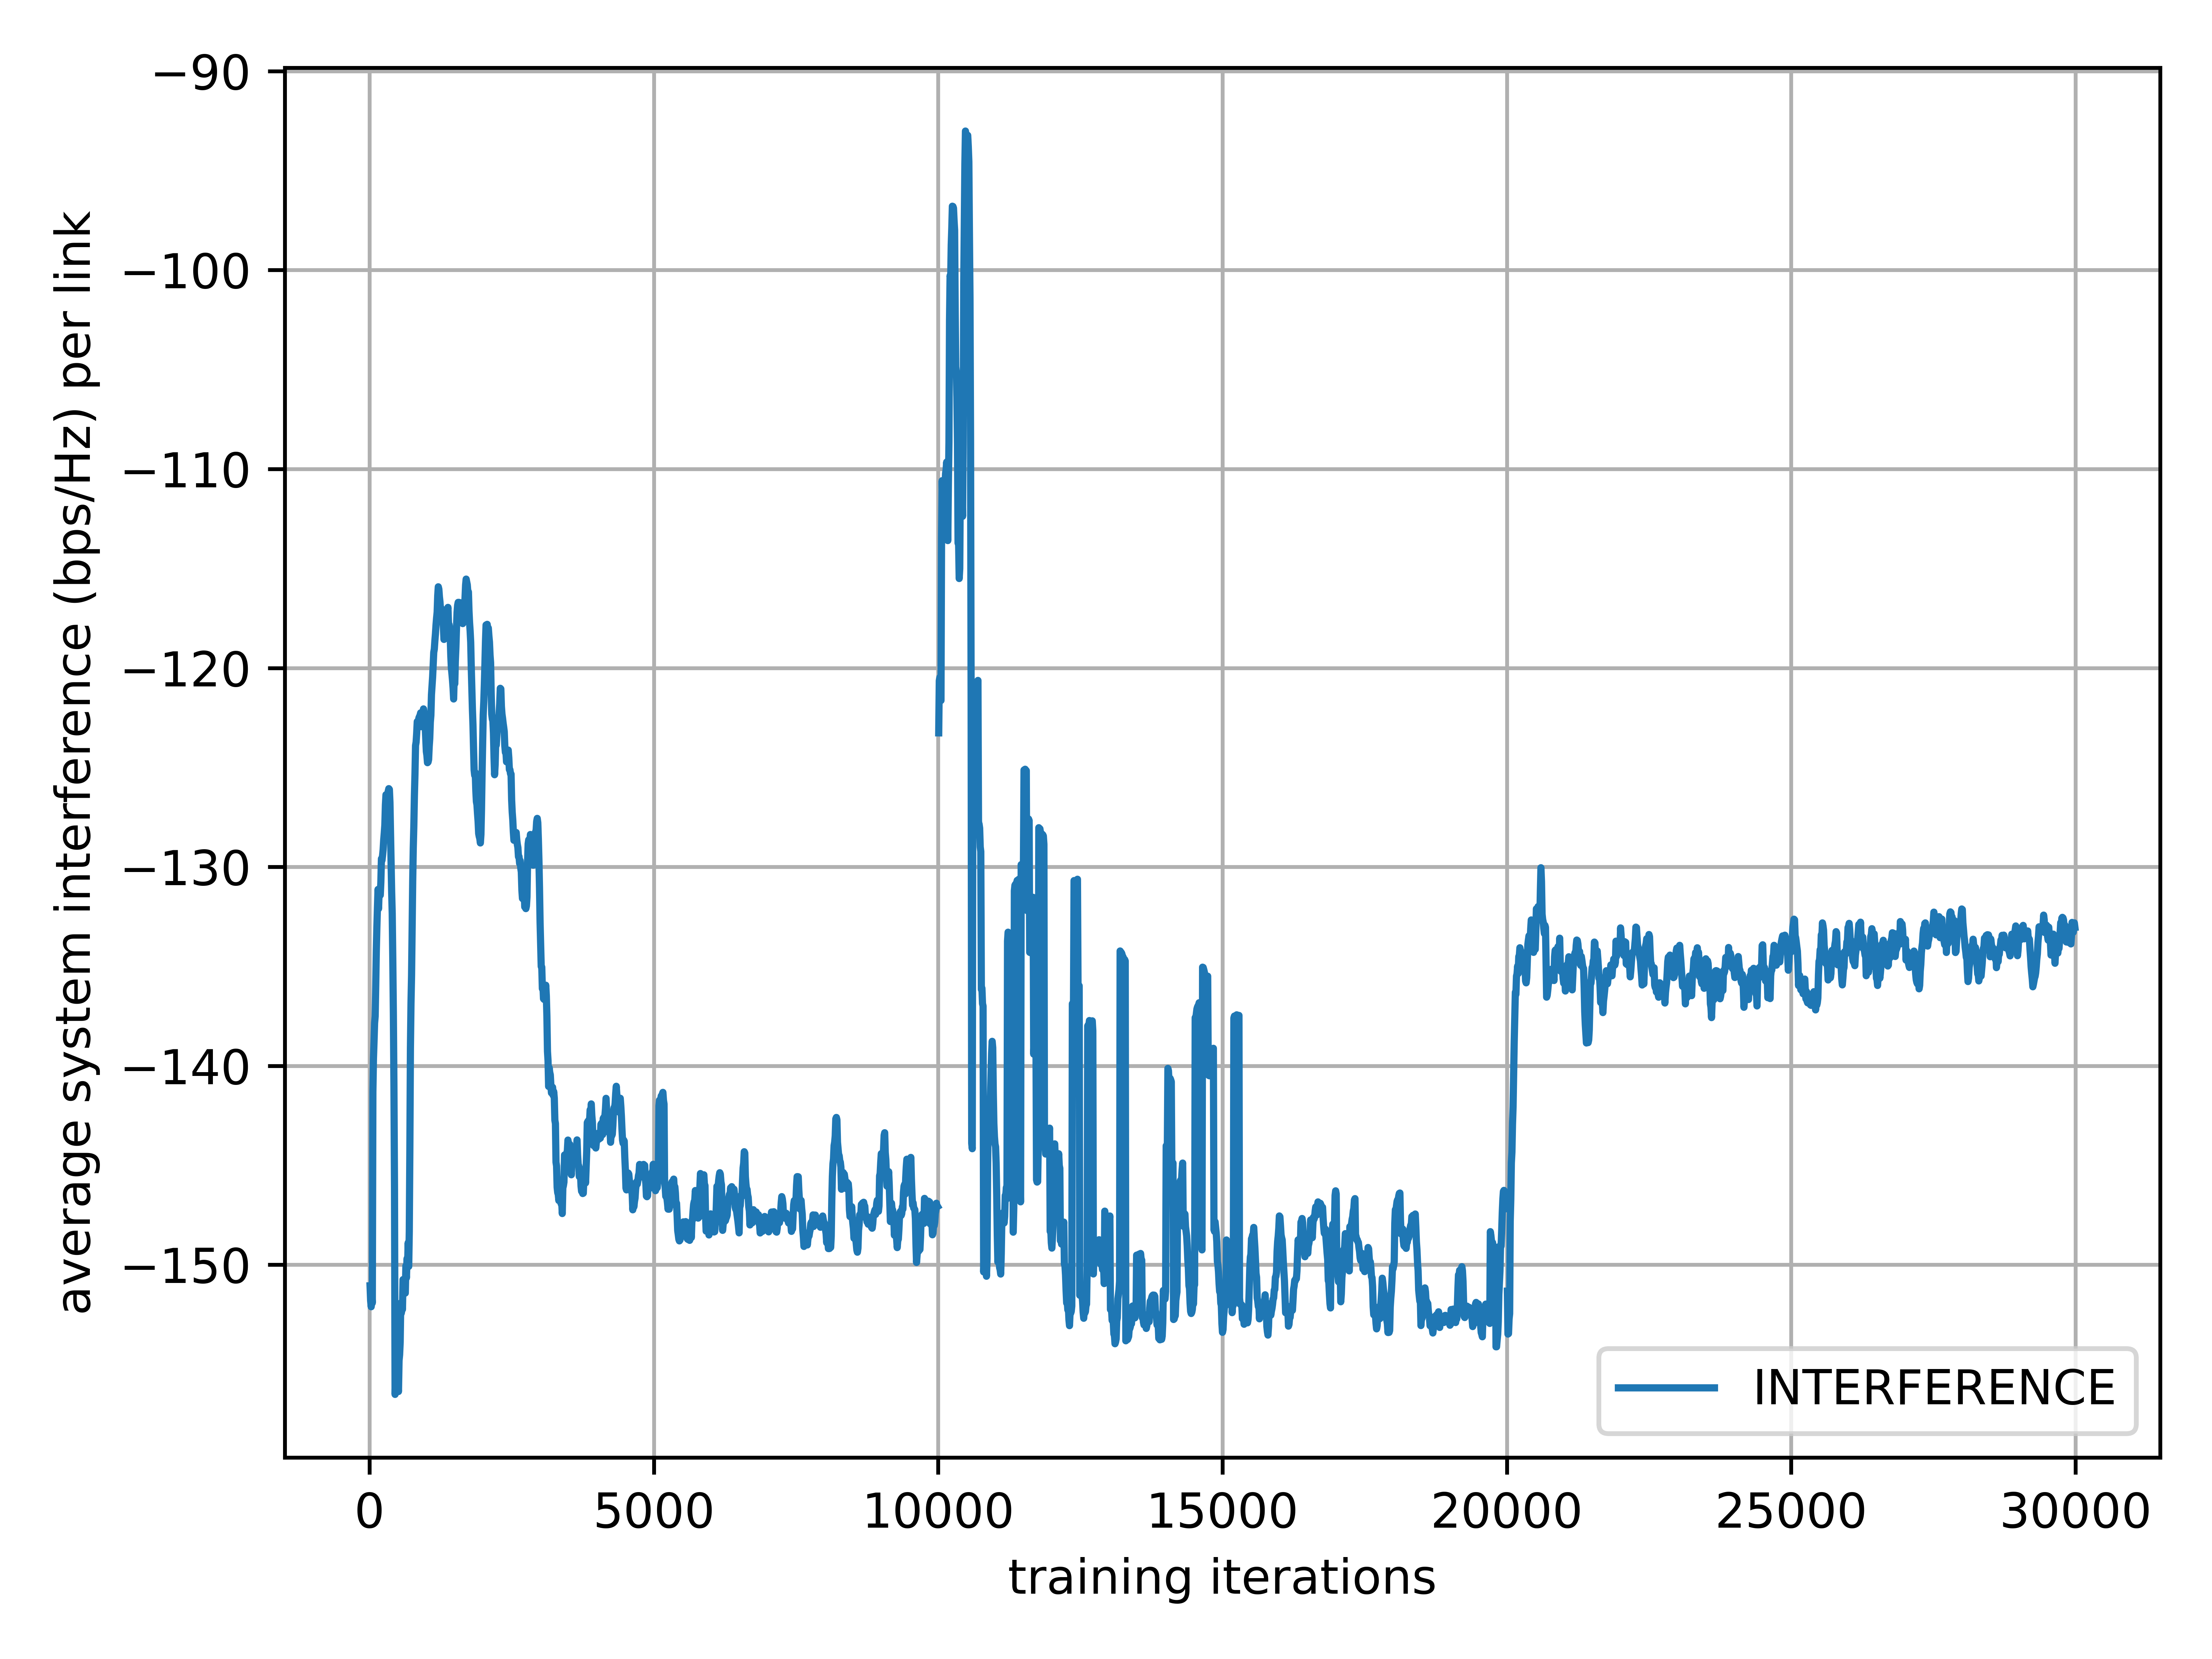 average system interference (bps/Hz) per link
−90
−100
−110
−120
−130
−140
−150
INTERFERENCE
0 5000 10000 15000 20000 25000 30000
training iterations